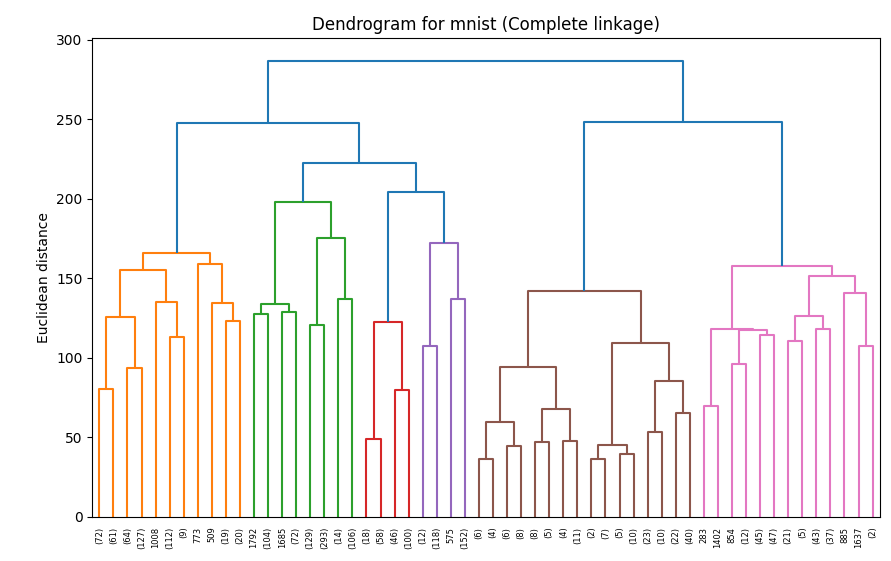 Dendrogram for mnist (Complete linkage)
300
250
200
150
100
50
0
Euclidean distance
(72) (61) (64) (127) 1008 (112) (9) 773 509 (19) (20) 1792 (104) 1685 (72) (129) (293) (14) (106) (18) (58) (46) (100) (12) (118) 575 (152) (6) (4) (6) (8) (8) (5) (4) (11) (2) (7) (5) (10) (23) (10) (22) (40) 283 1402 854 (12) (45) (47) (21) (5) (43) (37) 885 1637 (2)